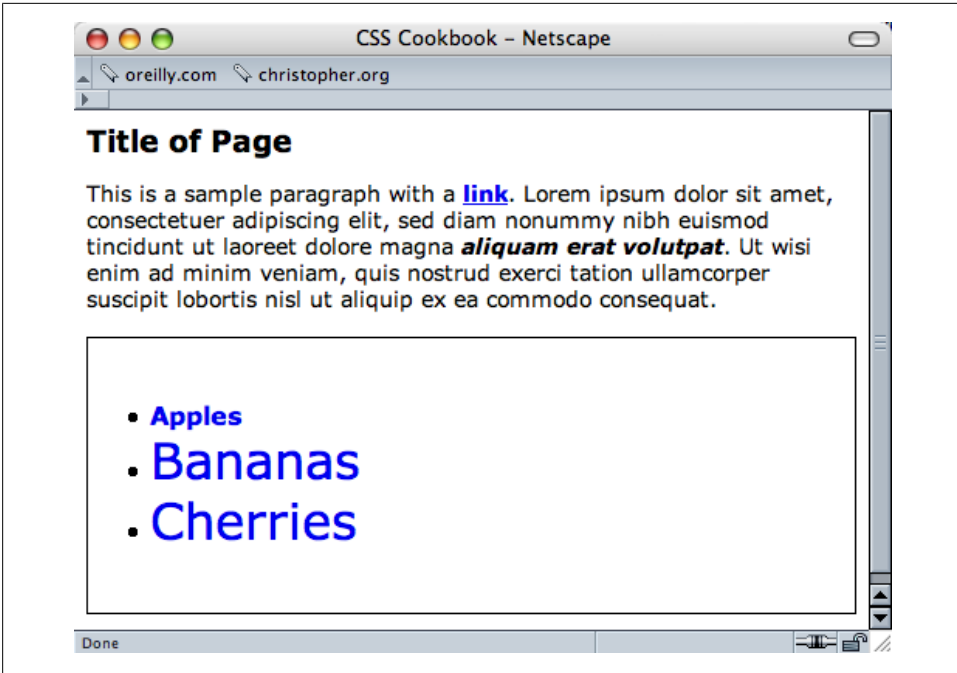 CSS Cookbook – Netscape
oreilly.com christopher.org
Title of Page
This is a sample paragraph with a link. Lorem ipsum dolor sit amet,
consectetuer adipiscing elit, sed diam nonummy nibh euismod
tincidunt ut laoreet dolore magna aliquam erat volutpat. Ut wisi
enim ad minim veniam, quis nostrud exerci tation ullamcorper
suscipit lobortis nisl ut aliquip ex ea commodo consequat.
• Apples
• Bananas
• Cherries
Done